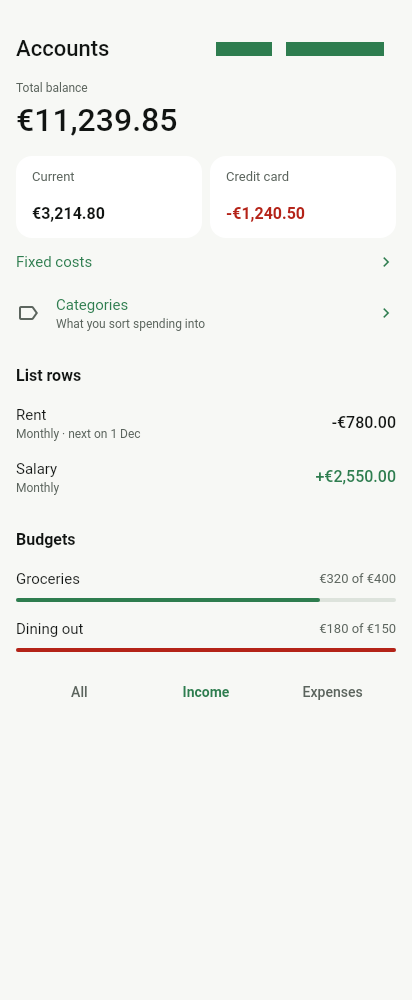 Accounts
Total balance
€11,239.85
Current
€3,214.80
Credit card
-€1,240.50
Fixed costs
Categories
What you sort spending into
List rows
Rent
Monthly · next on 1 Dec
-€780.00
Salary
Monthly
+€2,550.00
Budgets
Groceries
€320 of €400
Dining out
€180 of €150
All
Income
Expenses